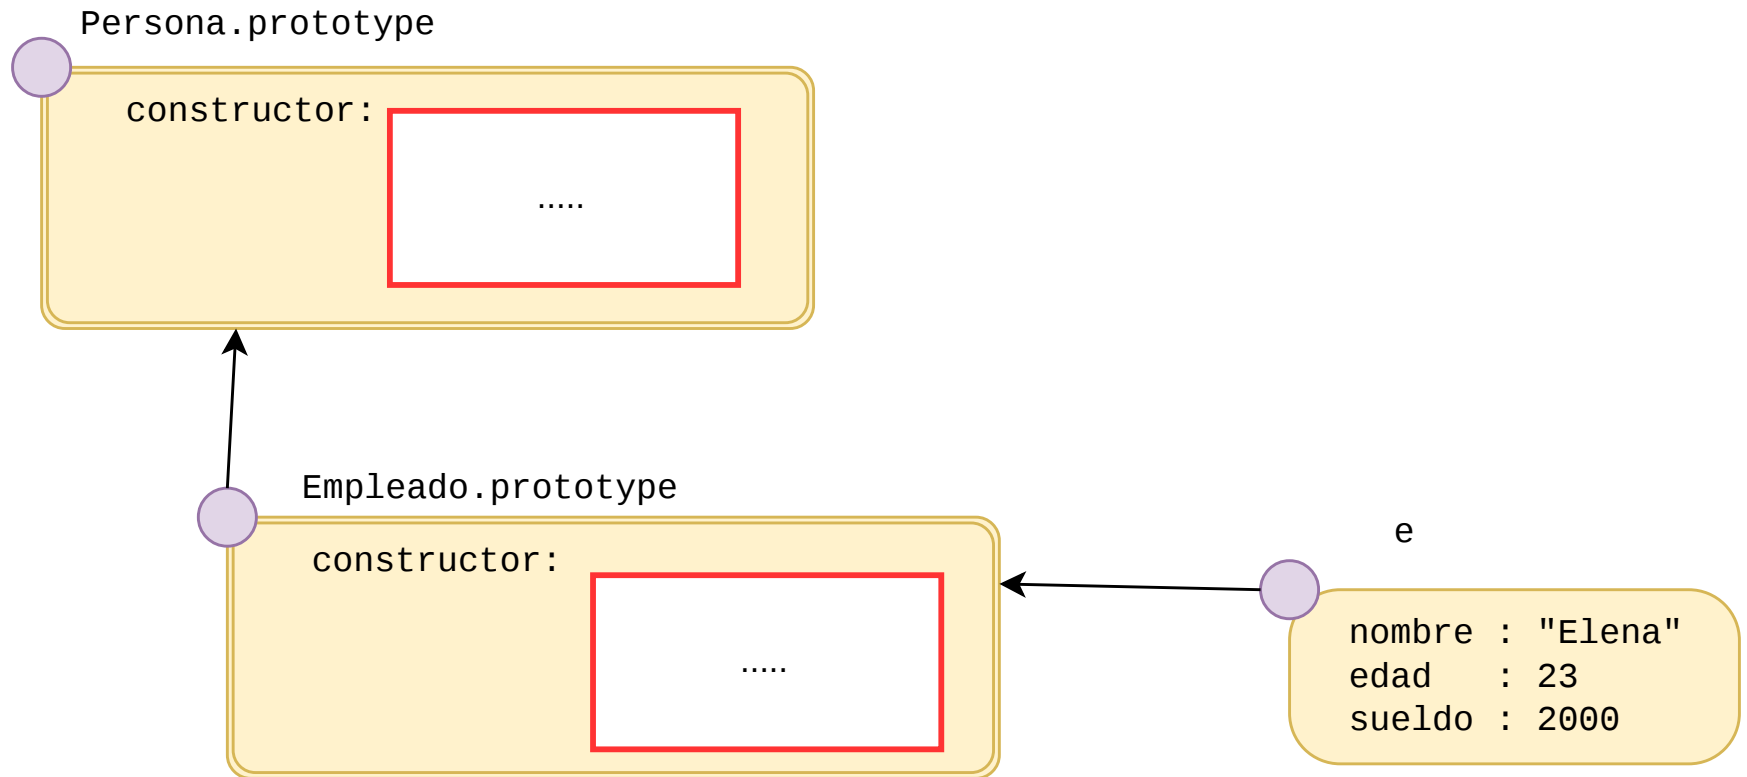 Persona.prototype
constructor:
.....
Empleado.prototype
constructor:
.....
e
nombre : "Elena"
edad   : 23
sueldo : 2000